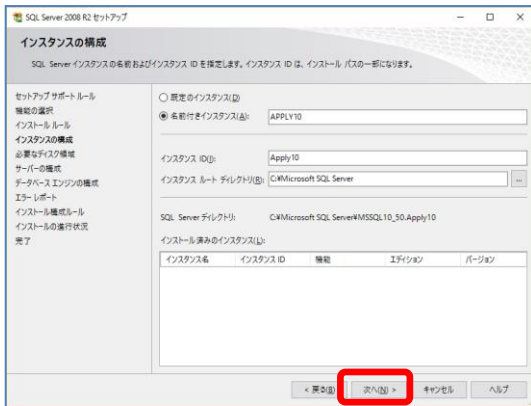 SQL Server 2008 R2 セットアップ
インスタンスの構成
SQL Server インスタンスの名前およびインスタンス ID を指定します。インスタンス ID は、インストール パスの一部になります。
セットアップ サポート ルール
機能の選択
インストール ルール
インスタンスの構成
必要なディスク領域
サーバーの構成
データベース エンジンの構成
エラー レポート
インストール構成ルール
インストールの進行状況
完了
既定のインスタンス(D)
名前付きインスタンス(A): APPLY10
インスタンス ID(I): Apply10
インスタンス ルート ディレクトリ(R): C:¥Microsoft SQL Server ...
SQL Server ディレクトリ: C:¥Microsoft SQL Server¥MSSQL10_50.Apply10
インストール済みのインスタンス(L):
インスタンス名 インスタンス ID 機能 エディション バージョン
< 戻る(B) 次へ(N) > キャンセル ヘルプ